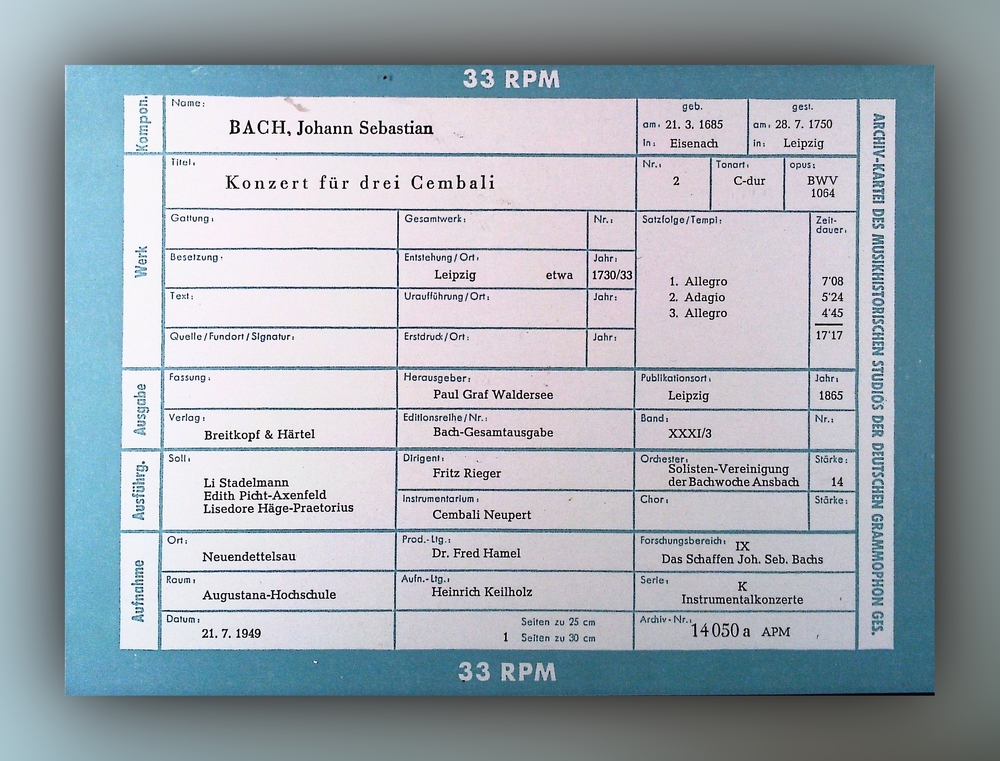 33 RPM
Kompon.
Name:
BACH, Johann Sebastian
geb.
am: 21. 3. 1685
in: Eisenach
gest.
am: 28. 7. 1750
in: Leipzig
Werk
Titel:
Konzert für drei Cembali
Nr.:
2
Tonart:
C-dur
opus:
BWV
1064
Gattung:
Gesamtwerk:
Nr.:
Satzfolge/Tempi:
Zeit-
dauer:
Besetzung:
Entstehung/Ort:
Leipzig etwa
Jahr:
1730/33
1. Allegro 7'08
2. Adagio 5'24
3. Allegro 4'45
17'17
Text:
Uraufführung/Ort:
Jahr:
Quelle/Fundort/Signatur:
Erstdruck/Ort:
Jahr:
Ausgabe
Fassung:
Herausgeber:
Paul Graf Waldersee
Publikationsort:
Leipzig
Jahr:
1865
Verlag:
Breitkopf & Härtel
Editionsreihe/Nr.:
Bach-Gesamtausgabe
Band:
XXXI/3
Nr.:
Ausführg.
Soli:
Li Stadelmann
Edith Picht-Axenfeld
Lisedore Häge-Praetorius
Dirigent:
Fritz Rieger
Orchester:
Solisten-Vereinigung
der Bachwoche Ansbach
Stärke:
14
Instrumentarium:
Cembali Neupert
Chor:
Stärke:
Aufnahme
Ort:
Neuendettelsau
Prod.-Ltg.:
Dr. Fred Hamel
Forschungsbereich:
IX
Das Schaffen Joh. Seb. Bachs
Raum:
Augustana-Hochschule
Aufn.-Ltg.:
Heinrich Keilholz
Serie:
K
Instrumentalkonzerte
Datum:
21. 7. 1949
Seiten zu 25 cm
1 Seiten zu 30 cm
Archiv-Nr.:
14 050 a APM
ARCHIV-KARTEI DES MUSIKHISTORISCHEN STUDIOS DER DEUTSCHEN GRAMMOPHON GES.
33 RPM